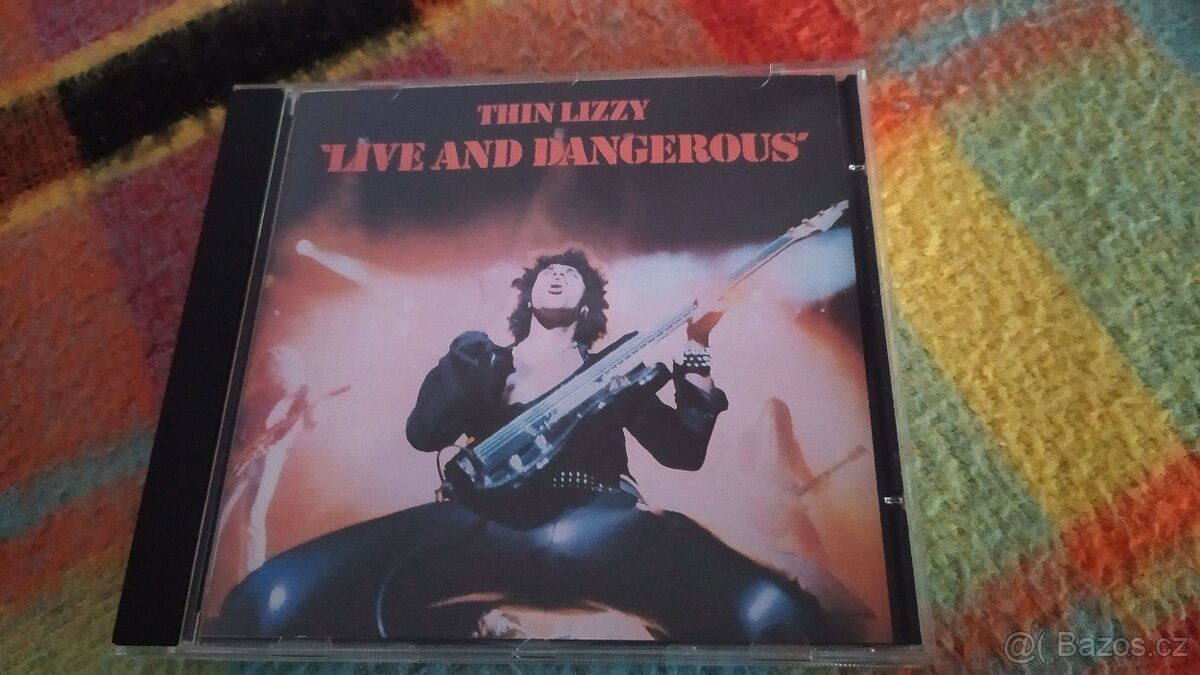 THIN LIZZY
'LIVE AND DANGEROUS'
Bazos.cz